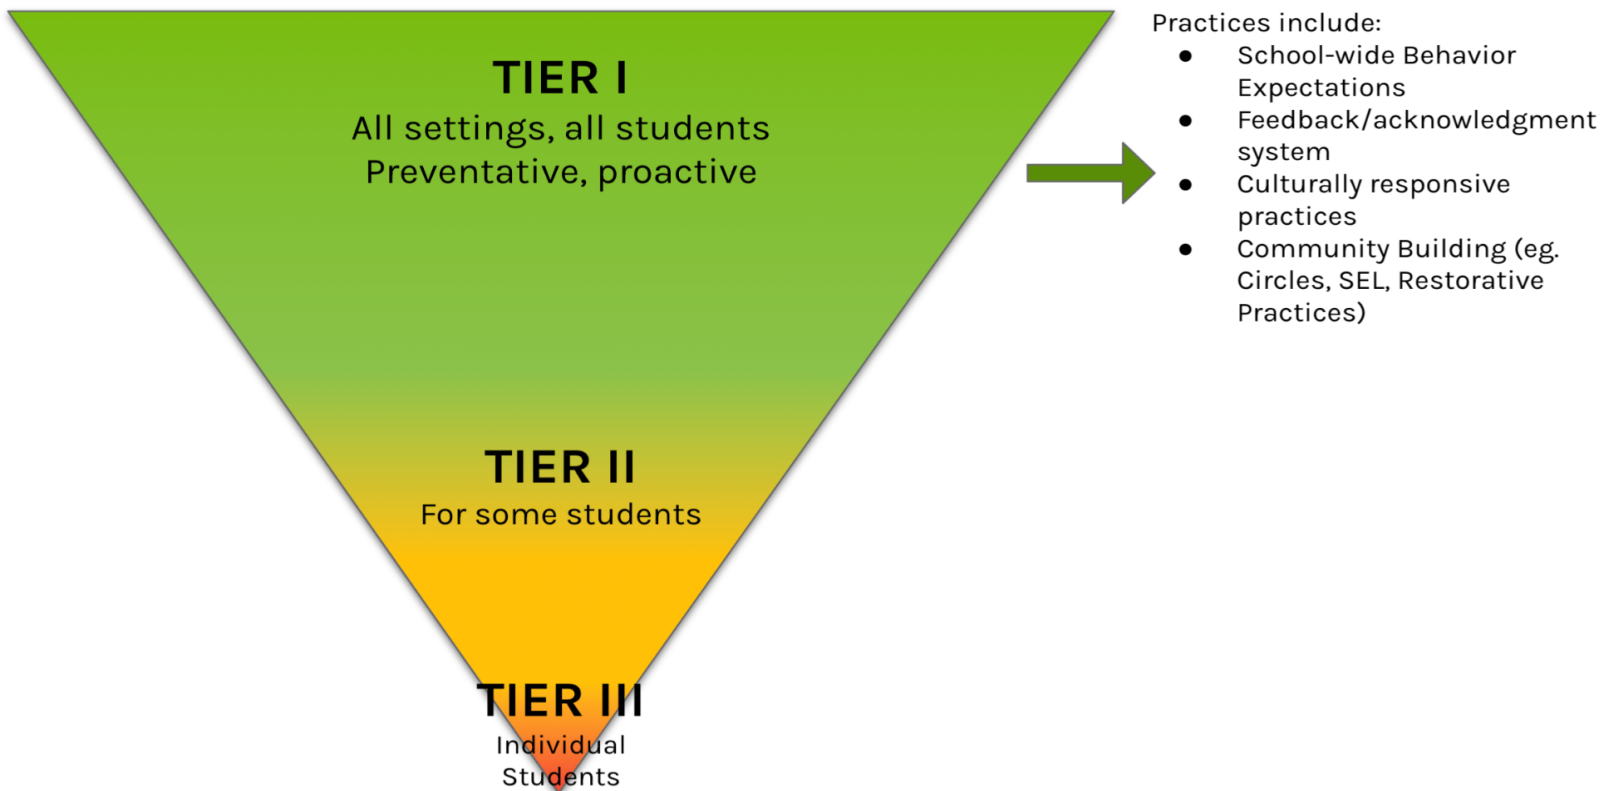 TIER I
All settings, all students
Preventative, proactive
TIER II
For some students
TIER III
Individual
Students
Practices include:
● School-wide Behavior
Expectations
● Feedback/acknowledgment
system
● Culturally responsive
practices
● Community Building (eg.
Circles, SEL, Restorative
Practices)